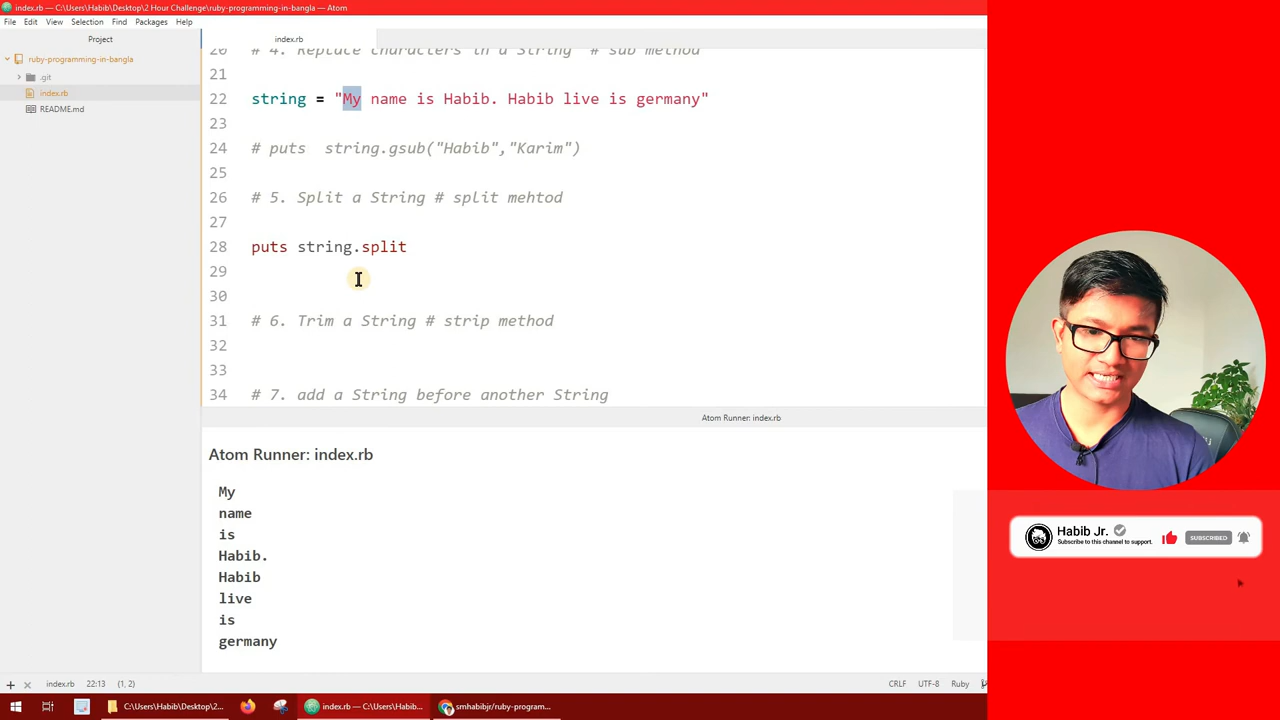 index.rb — C:\Users\Habib\Desktop\2 Hour Challenge\ruby-programming-in-bangla — Atom
File Edit View Selection Find Packages Help
Project
index.rb
ruby-programming-in-bangla
.git
index.rb
README.md
20 # 4. Replace characters in a String # sub method
21
22 string = "My name is Habib. Habib live is germany"
23
24 # puts string.gsub("Habib","Karim")
25
26 # 5. Split a String # split mehtod
27
28 puts string.split
29
30
31 # 6. Trim a String # strip method
32
33
34 # 7. add a String before another String
Atom Runner: index.rb
Atom Runner: index.rb
My
name
is
Habib.
Habib
live
is
germany
Habib Jr.
Subscribe to this channel to support.
SUBSCRIBED
+ × index.rb 22:13 (1, 2) CRLF UTF-8 Ruby
C:\Users\Habib\Desktop\2... index.rb — C:\Users\Habib... smhabibjr/ruby-program...